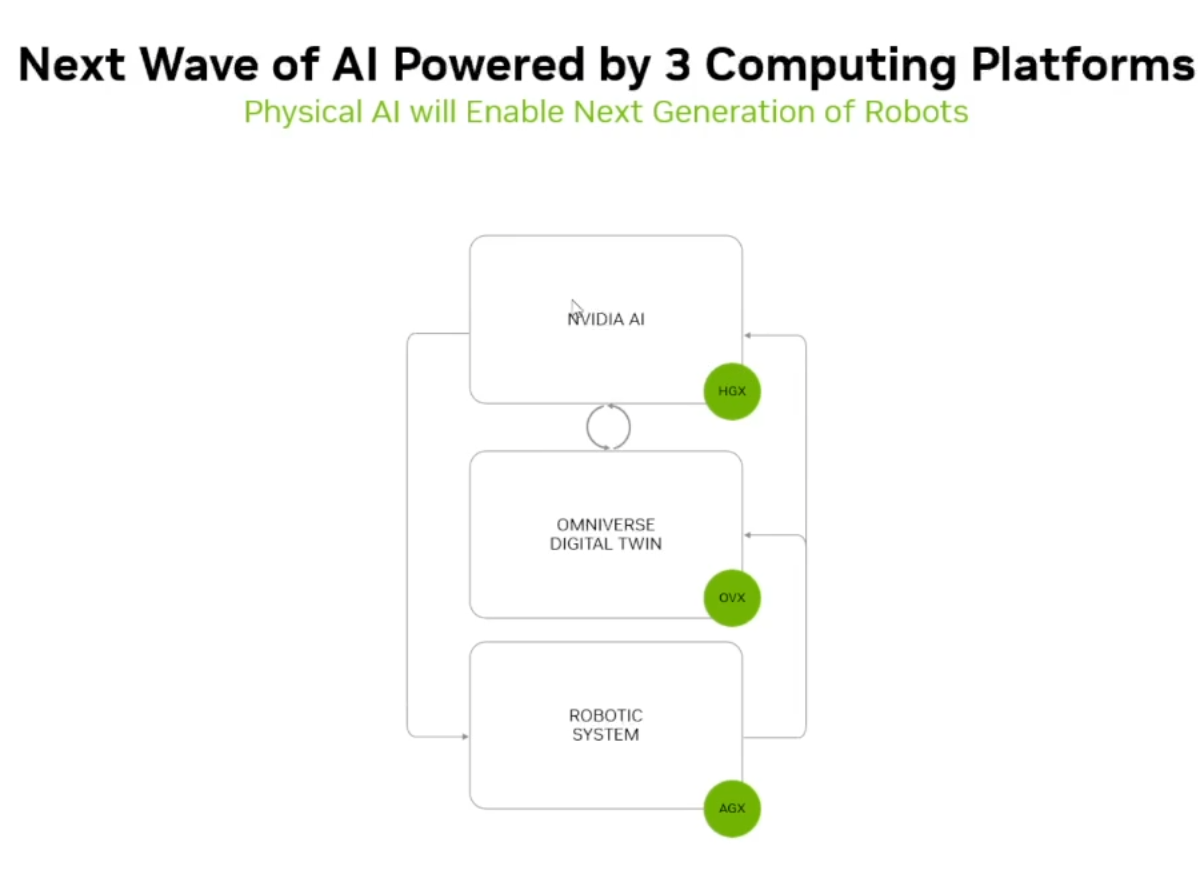 Next Wave of AI Powered by 3 Computing Platforms
Physical AI will Enable Next Generation of Robots
NVIDIA AI
HGX
OMNIVERSE
DIGITAL TWIN
OVX
ROBOTIC
SYSTEM
AGX